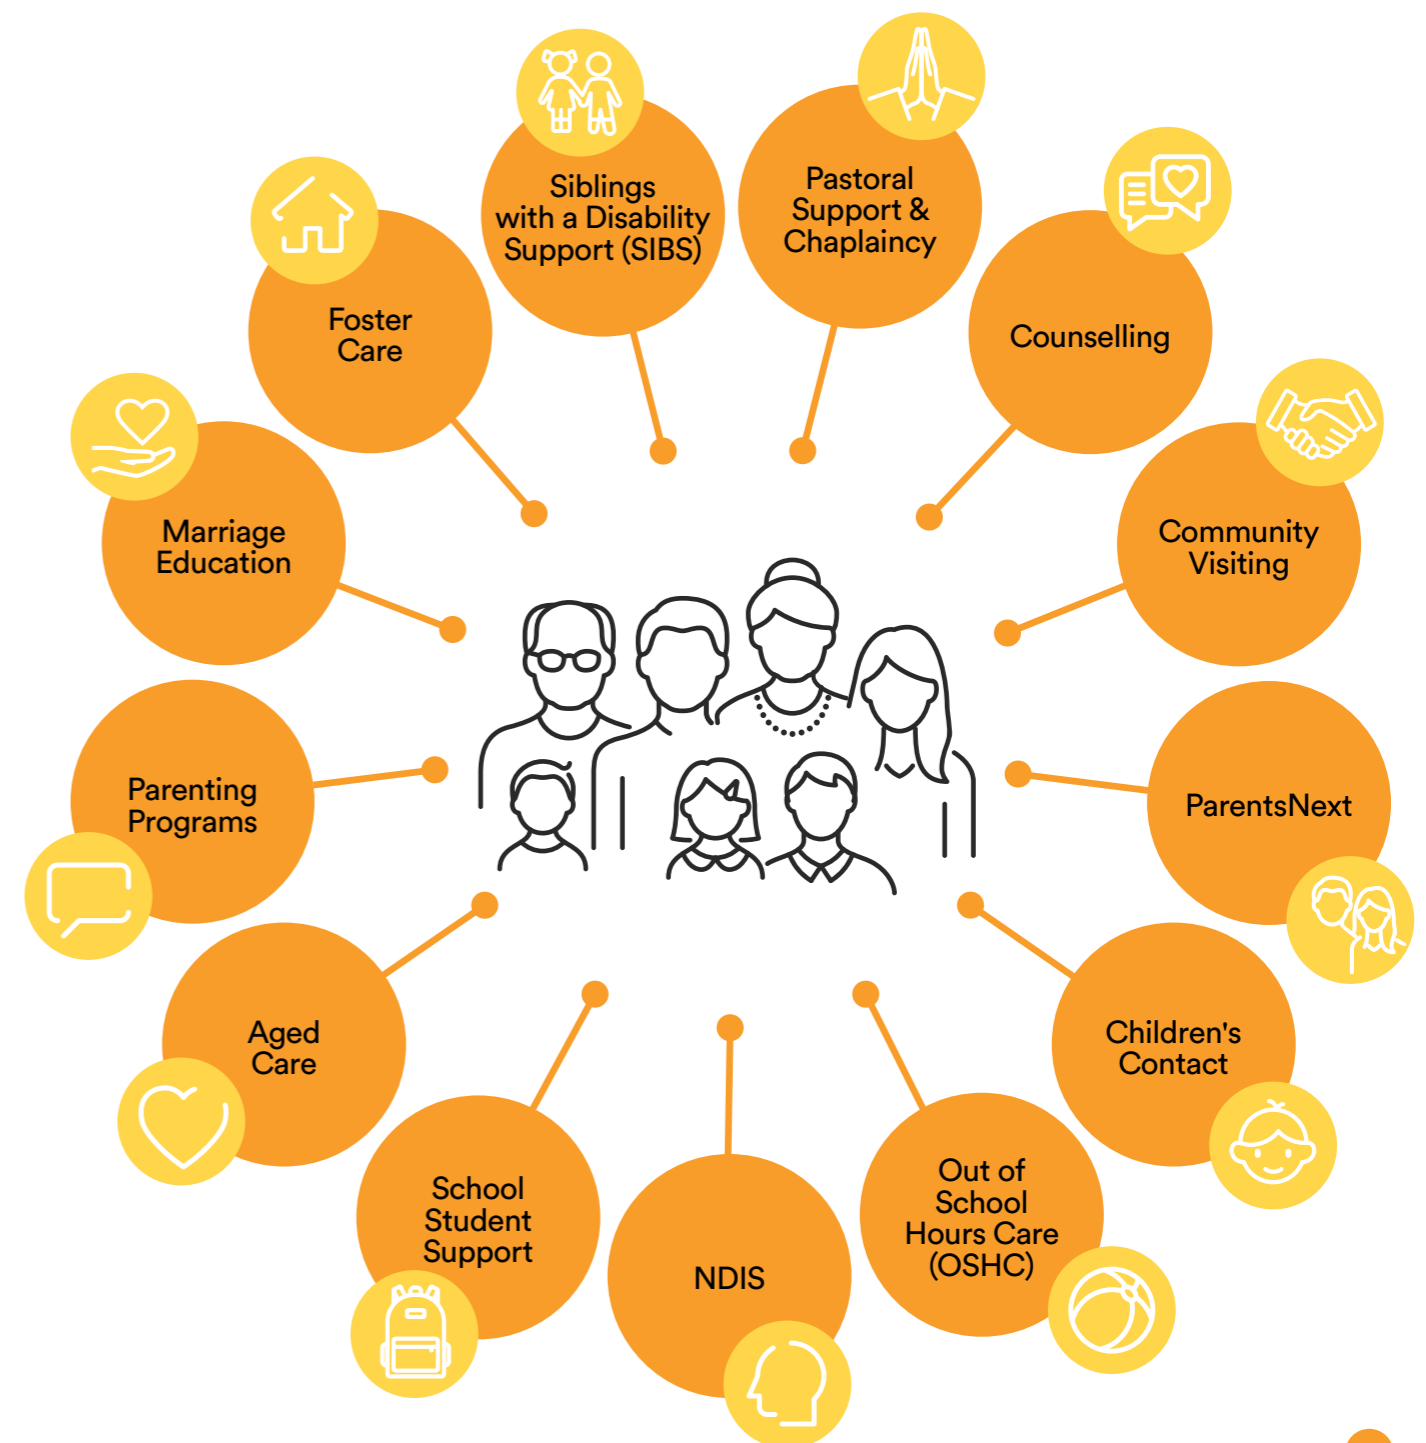 Siblings
with a Disability
Support (SIBS)
Pastoral
Support &
Chaplaincy
Counselling
Community
Visiting
ParentsNext
Children's
Contact
Out of
School
Hours Care
(OSHC)
NDIS
School
Student
Support
Aged
Care
Parenting
Programs
Marriage
Education
Foster
Care